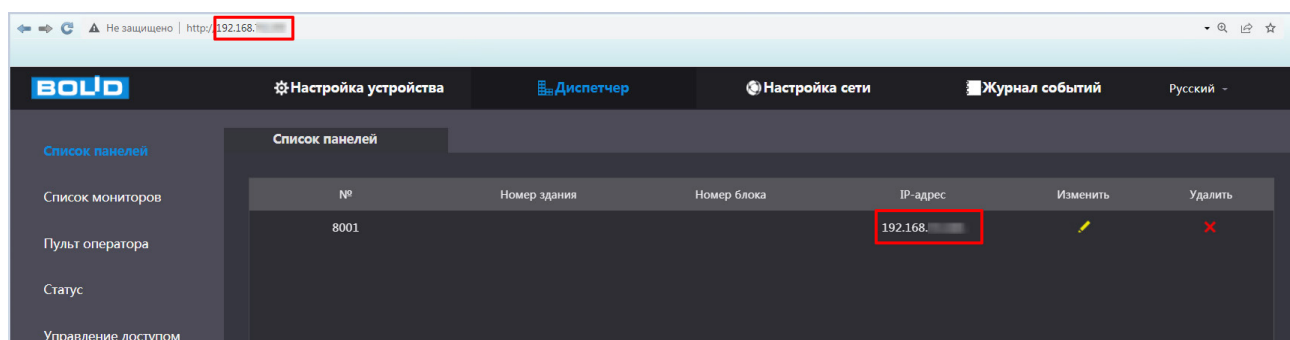 Не защищено | http://192.168.
BOLID
Настройка устройства
Диспетчер
Настройка сети
Журнал событий
Русский
Список панелей
Список панелей
Список мониторов
Пульт оператора
Статус
Управление доступом
№ Номер здания Номер блока IP-адрес Изменить Удалить
8001 192.168.